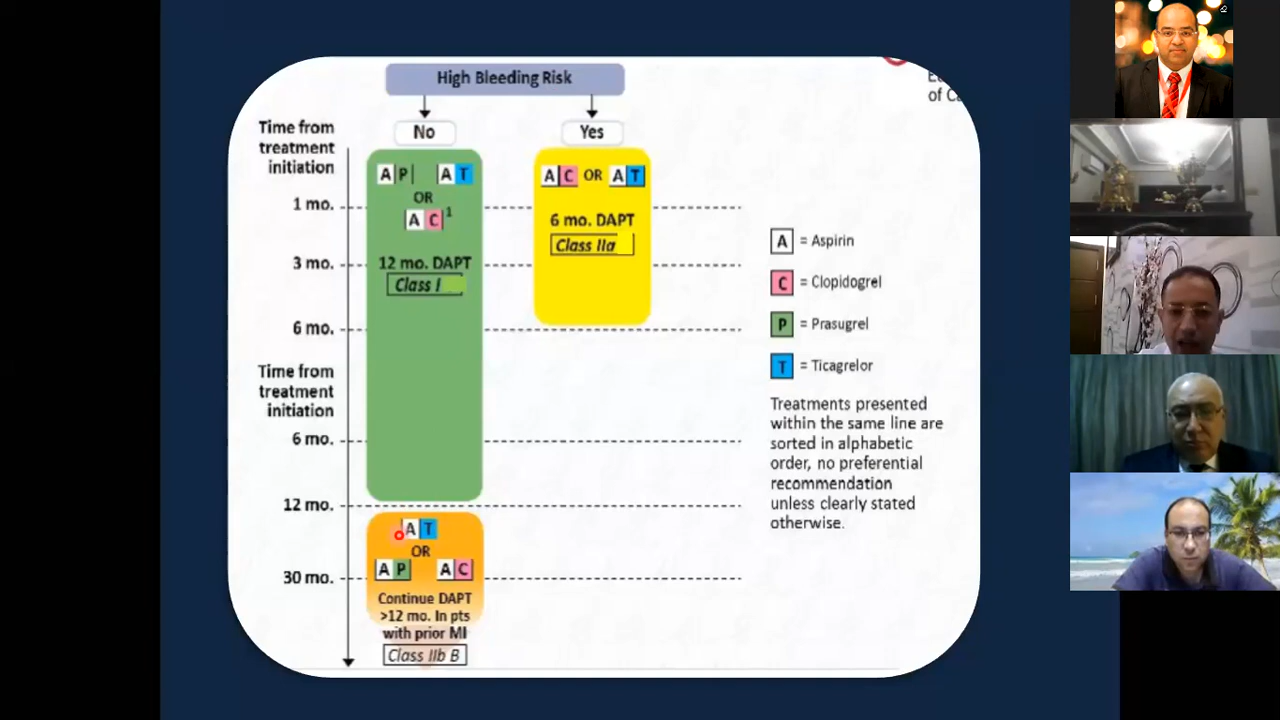 High Bleeding Risk
of
No
Yes
Time from
treatment
initiation
A P A T
OR
A C 1
A C OR A T
1 mo.
6 mo. DAPT
Class IIa
3 mo.
12 mo. DAPT
Class I
6 mo.
Time from
treatment
initiation
6 mo.
12 mo.
A T
OR
A P A C
30 mo.
Continue DAPT
>12 mo. In pts
with prior MI
Class IIb B
A = Aspirin
C = Clopidogrel
P = Prasugrel
T = Ticagrelor
Treatments presented
within the same line are
sorted in alphabetic
order, no preferential
recommendation
unless clearly stated
otherwise.